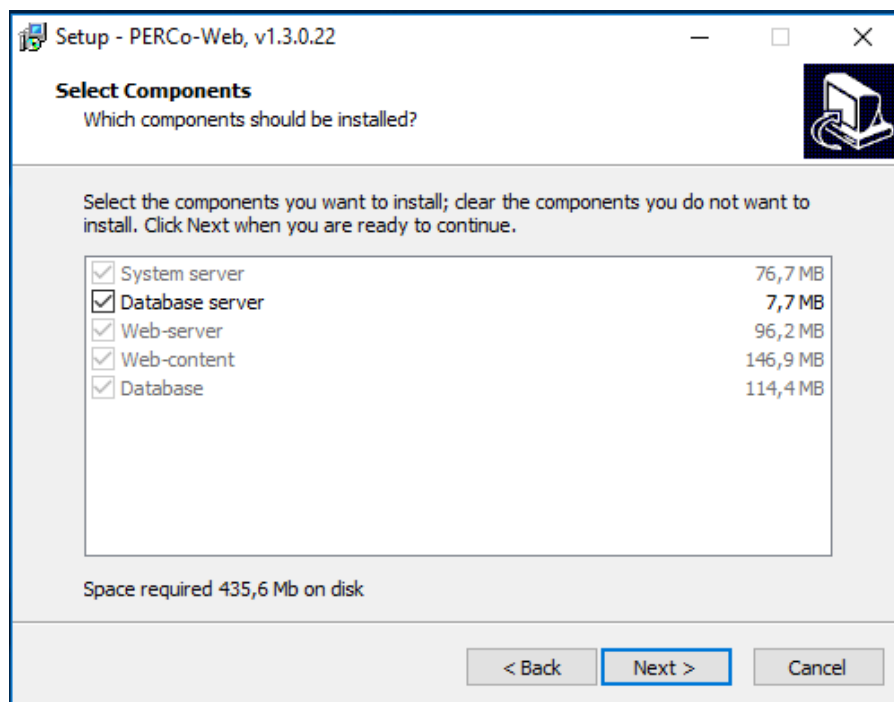 Setup - PERCo-Web, v1.3.0.22
Select Components
Which components should be installed?
Select the components you want to install; clear the components you do not want to
install. Click Next when you are ready to continue.
System server 76,7 MB
Database server 7,7 MB
Web-server 96,2 MB
Web-content 146,9 MB
Database 114,4 MB
Space required 435,6 Mb on disk
< Back Next > Cancel